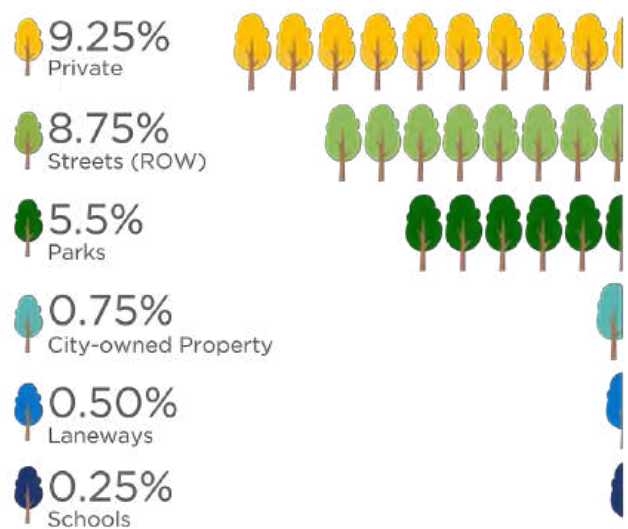 9.25%
Private
8.75%
Streets (ROW)
5.5%
Parks
0.75%
City-owned Property
0.50%
Laneways
0.25%
Schools